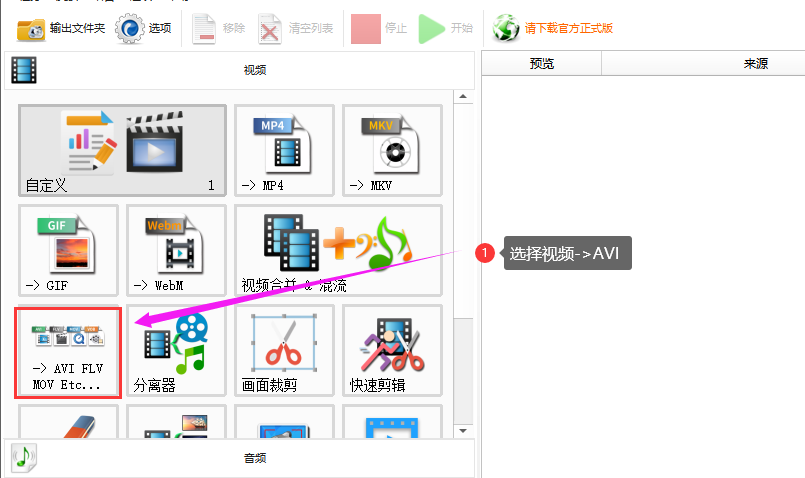 输出文件夹 选项 移除 清空列表 停止 开始 请下载官方正式版
视频
预览 来源
自定义 1
MP4
-> MP4
MKV
-> MKV
GIF
-> GIF
Webm
-> WebM
视频合并 & 混流
1 选择视频->AVI
-> AVI FLV
MOV Etc...
分离器
画面裁剪
快速剪辑
音频